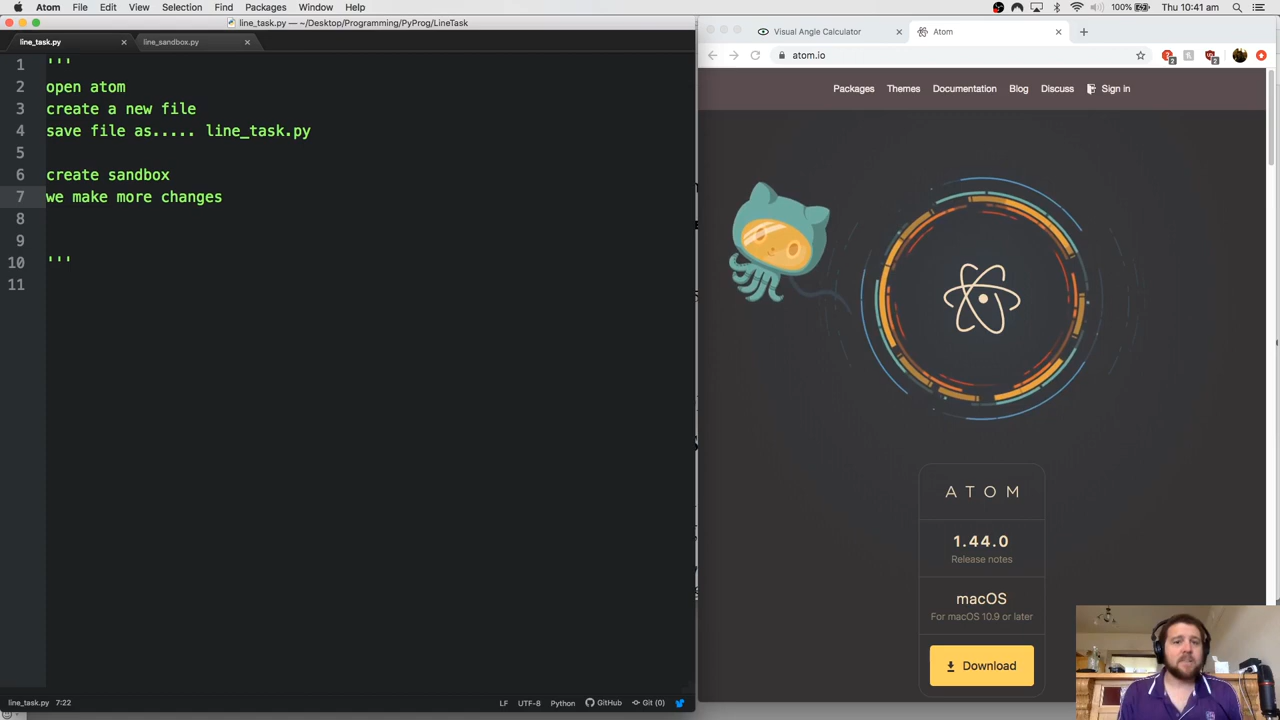 Atom File Edit View Selection Find Packages Window Help
100% Thu 10:41 am
line_task.py — ~/Desktop/Programming/PyProg/LineTask
line_task.py
line_sandbox.py
1 '''
2 open atom
3 create a new file
4 save file as..... line_task.py
5
6 create sandbox
7 we make more changes
8
9
10 '''
11
line_task.py 7:22
LF UTF-8 Python GitHub Git (0)
Visual Angle Calculator
Atom
atom.io
Packages Themes Documentation Blog Discuss Sign in
ATOM
1.44.0
Release notes
macOS
For macOS 10.9 or later
Download